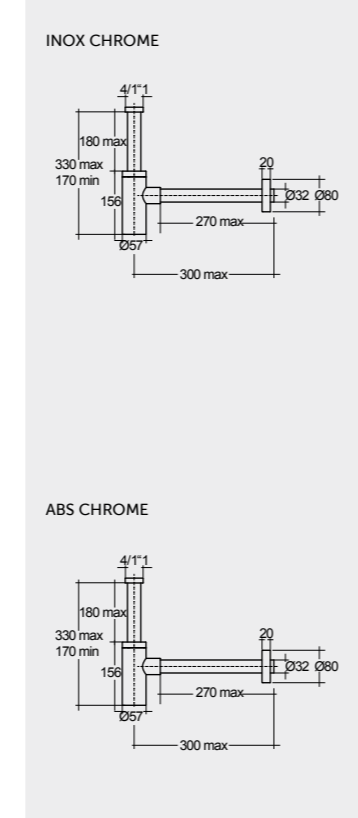 INOX CHROME
4/1"1
180 max
330 max
170 min
156
20
Ø32 Ø80
270 max
Ø57
300 max
ABS CHROME
4/1"1
180 max
330 max
170 min
156
20
Ø32 Ø80
270 max
Ø57
300 max